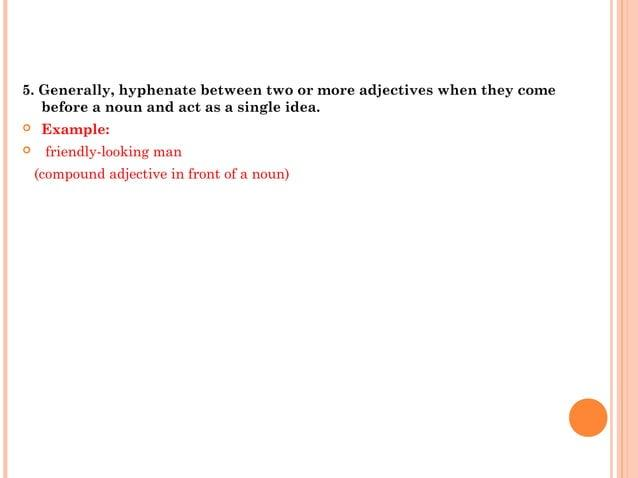 5. Generally, hyphenate between two or more adjectives when they come
before a noun and act as a single idea.
Example:
friendly-looking man
(compound adjective in front of a noun)